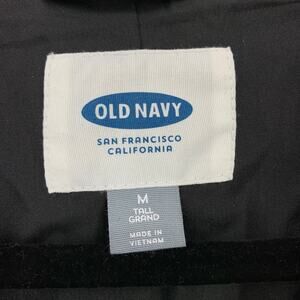 OLD NAVY
SAN FRANCISCO
CALIFORNIA
M
TALL
GRAND
MADE IN
VIETNAM